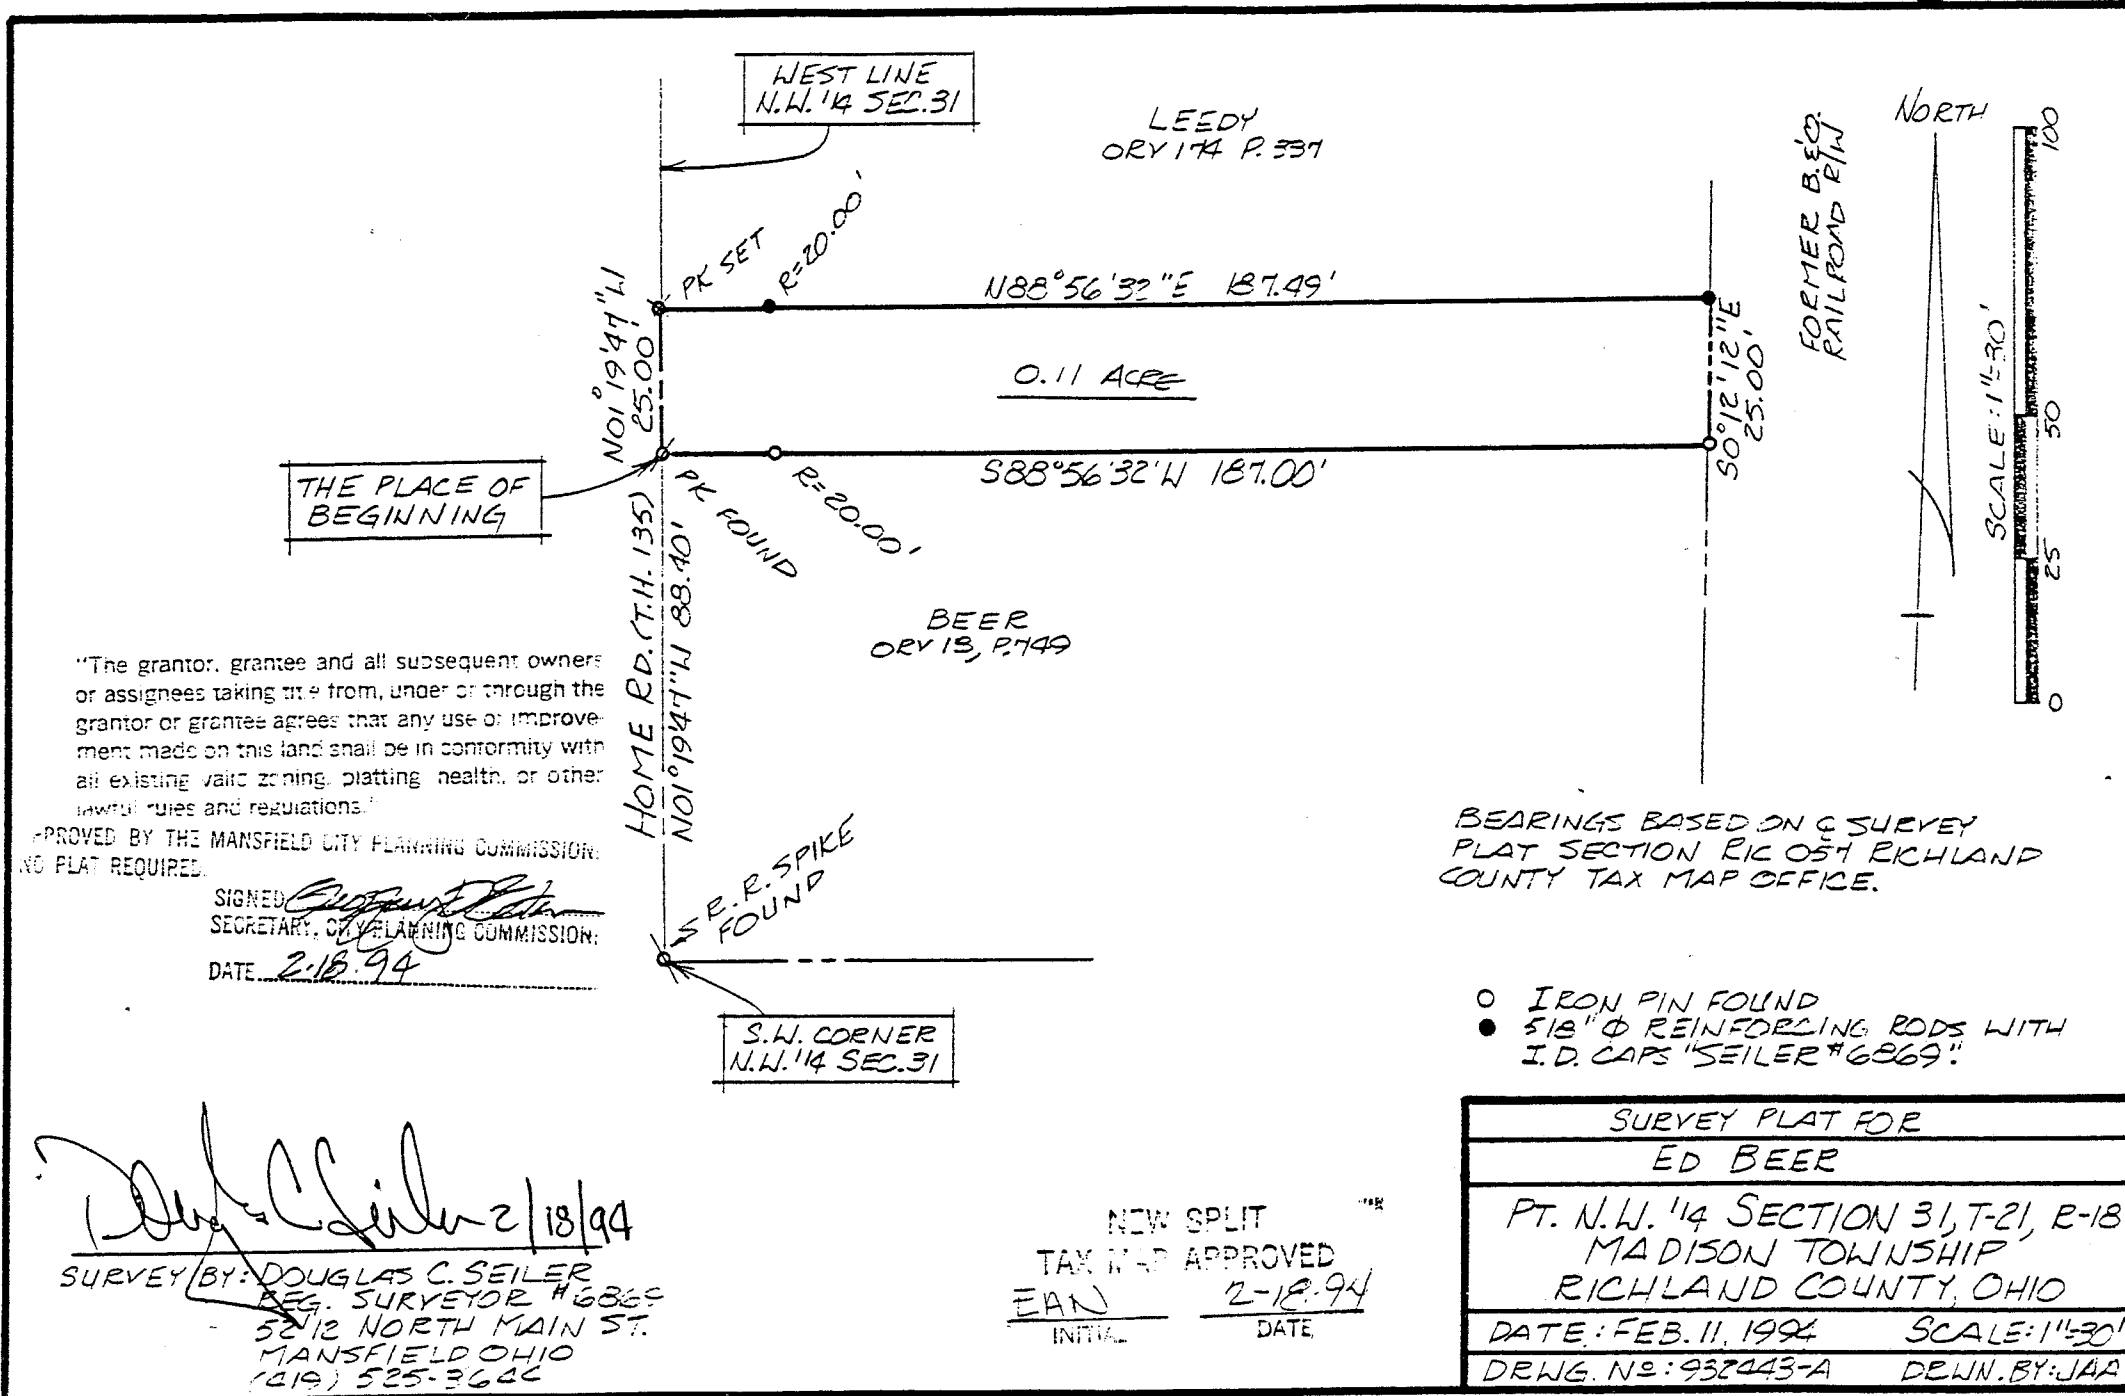 WEST LINE
N.W. 1/4 SEC. 31
LEEDY
ORV 174 P. 337
FORMER B.&O.
RAILROAD R/W
NORTH
100
50
25
0
SCALE: 1"=30'
PK SET
R=20.00'
N88°56'32"E 187.49'
N01°19'47"W
25.00'
0.11 ACRE
S0°12'12"E
25.00'
S88°56'32"W 187.00'
THE PLACE OF
BEGINNING
PK FOUND
R=20.00'
HOME RD. (T.H. 135)
N01°19'47"W 88.40'
BEER
ORV 13, P. 749
"The grantor, grantee and all subsequent owners
or assignees taking title from, under or through the
grantor or grantee agrees that any use or improve-
ment made on this land shall be in conformity with
all existing valid zoning, platting, health, or other
lawful rules and regulations."
APPROVED BY THE MANSFIELD CITY PLANNING COMMISSION:
NO PLAT REQUIRED.
SIGNED
SECRETARY, CITY PLANNING COMMISSION:
DATE 2-18-94
R.R. SPIKE
FOUND
S.W. CORNER
N.W. 1/4 SEC. 31
BEARINGS BASED ON ℄ SURVEY
PLAT SECTION RIC RICHLAND
COUNTY TAX MAP OFFICE.
○ IRON PIN FOUND
● 5/8" Ø REINFORCING RODS WITH
I.D. CAPS "SEILER #6869".
Douglas C. Seiler 2/18/94
SURVEY BY: DOUGLAS C. SEILER
REG. SURVEYOR #6869
NORTH MAIN ST.
MANSFIELD OHIO
(419)
NEW SPLIT
TAX MAP APPROVED
EAN 2-18-94
INITIAL DATE
SURVEY PLAT FOR
ED BEER
PT. N.W. 1/4 SECTION 31, T-21, R-18
MADISON TOWNSHIP
RICHLAND COUNTY, OHIO
DATE: FEB. 11, 1994 SCALE: 1"=30'
DRWG. Nº: 932443-A DRWN. BY: JAA